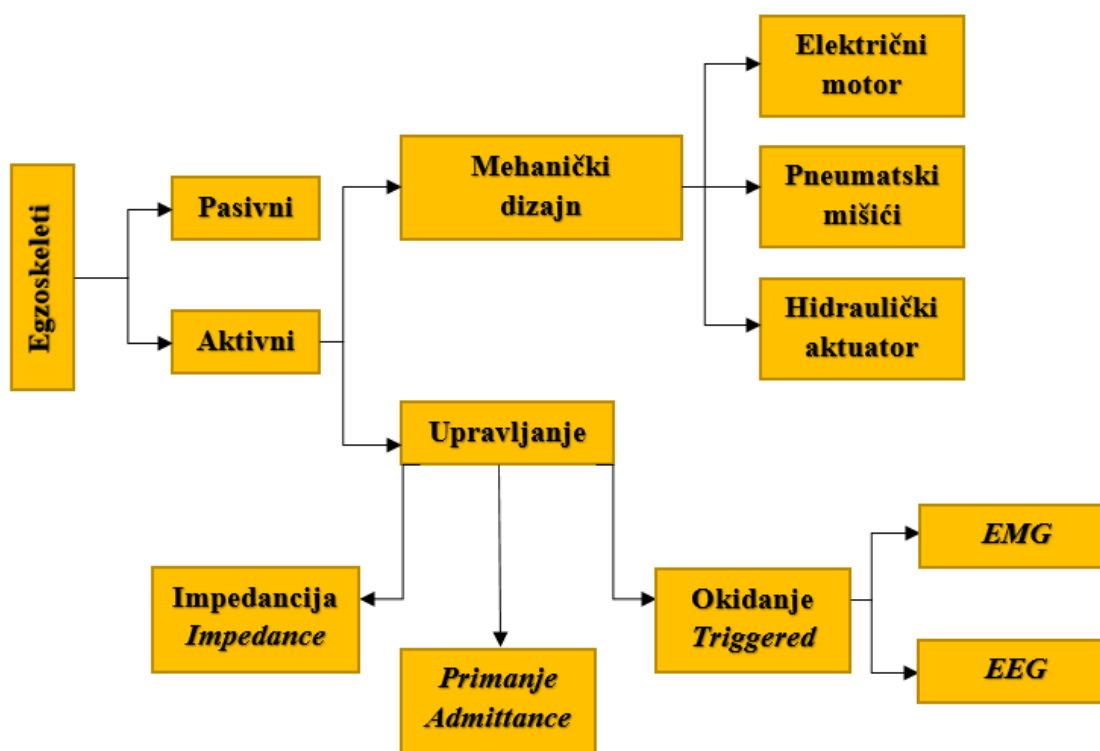 Egzoskeleti
Pasivni
Aktivni
Mehanički
dizajn
Električni
motor
Pneumatski
mišići
Hidraulički
aktuator
Upravljanje
Impedancija
Impedance
Primanje
Admittance
Okidanje
Triggered
EMG
EEG